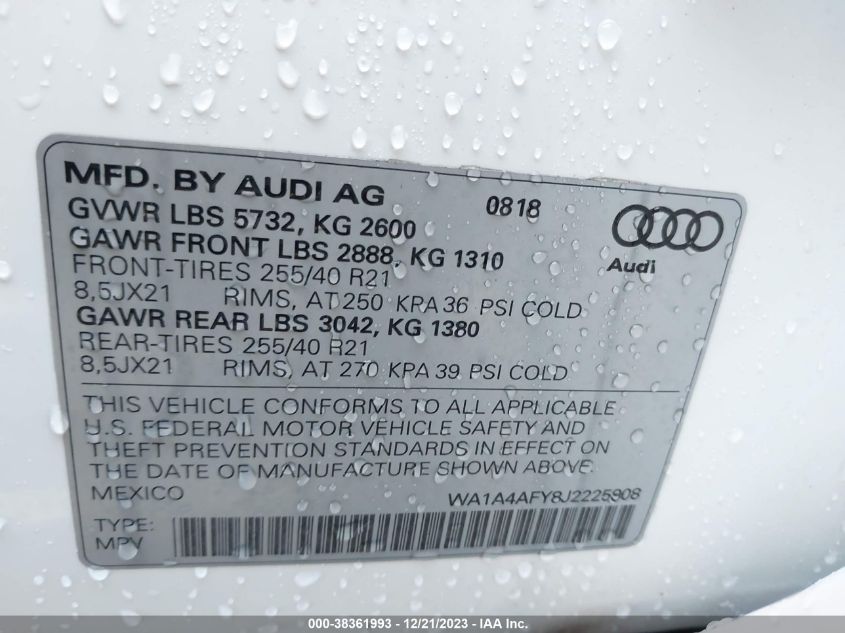 MFD. BY AUDI AG 0818
GVWR LBS 5732, KG 2600
GAWR FRONT LBS 2888, KG 1310
Audi
FRONT-TIRES 255/40 R21
8,5JX21 RIMS, AT 250 KPA 36 PSI COLD
GAWR REAR LBS 3042, KG 1380
REAR-TIRES 255/40 R21
8,5JX21 RIMS, AT 270 KPA 39 PSI COLD
THIS VEHICLE CONFORMS TO ALL APPLICABLE
U.S. FEDERAL MOTOR VEHICLE SAFETY AND
THEFT PREVENTION STANDARDS IN EFFECT ON
THE DATE OF MANUFACTURE SHOWN ABOVE.
MEXICO WA1A4AFY8J2225908
TYPE:
MPV
000-38361993 - 12/21/2023 - IAA Inc.